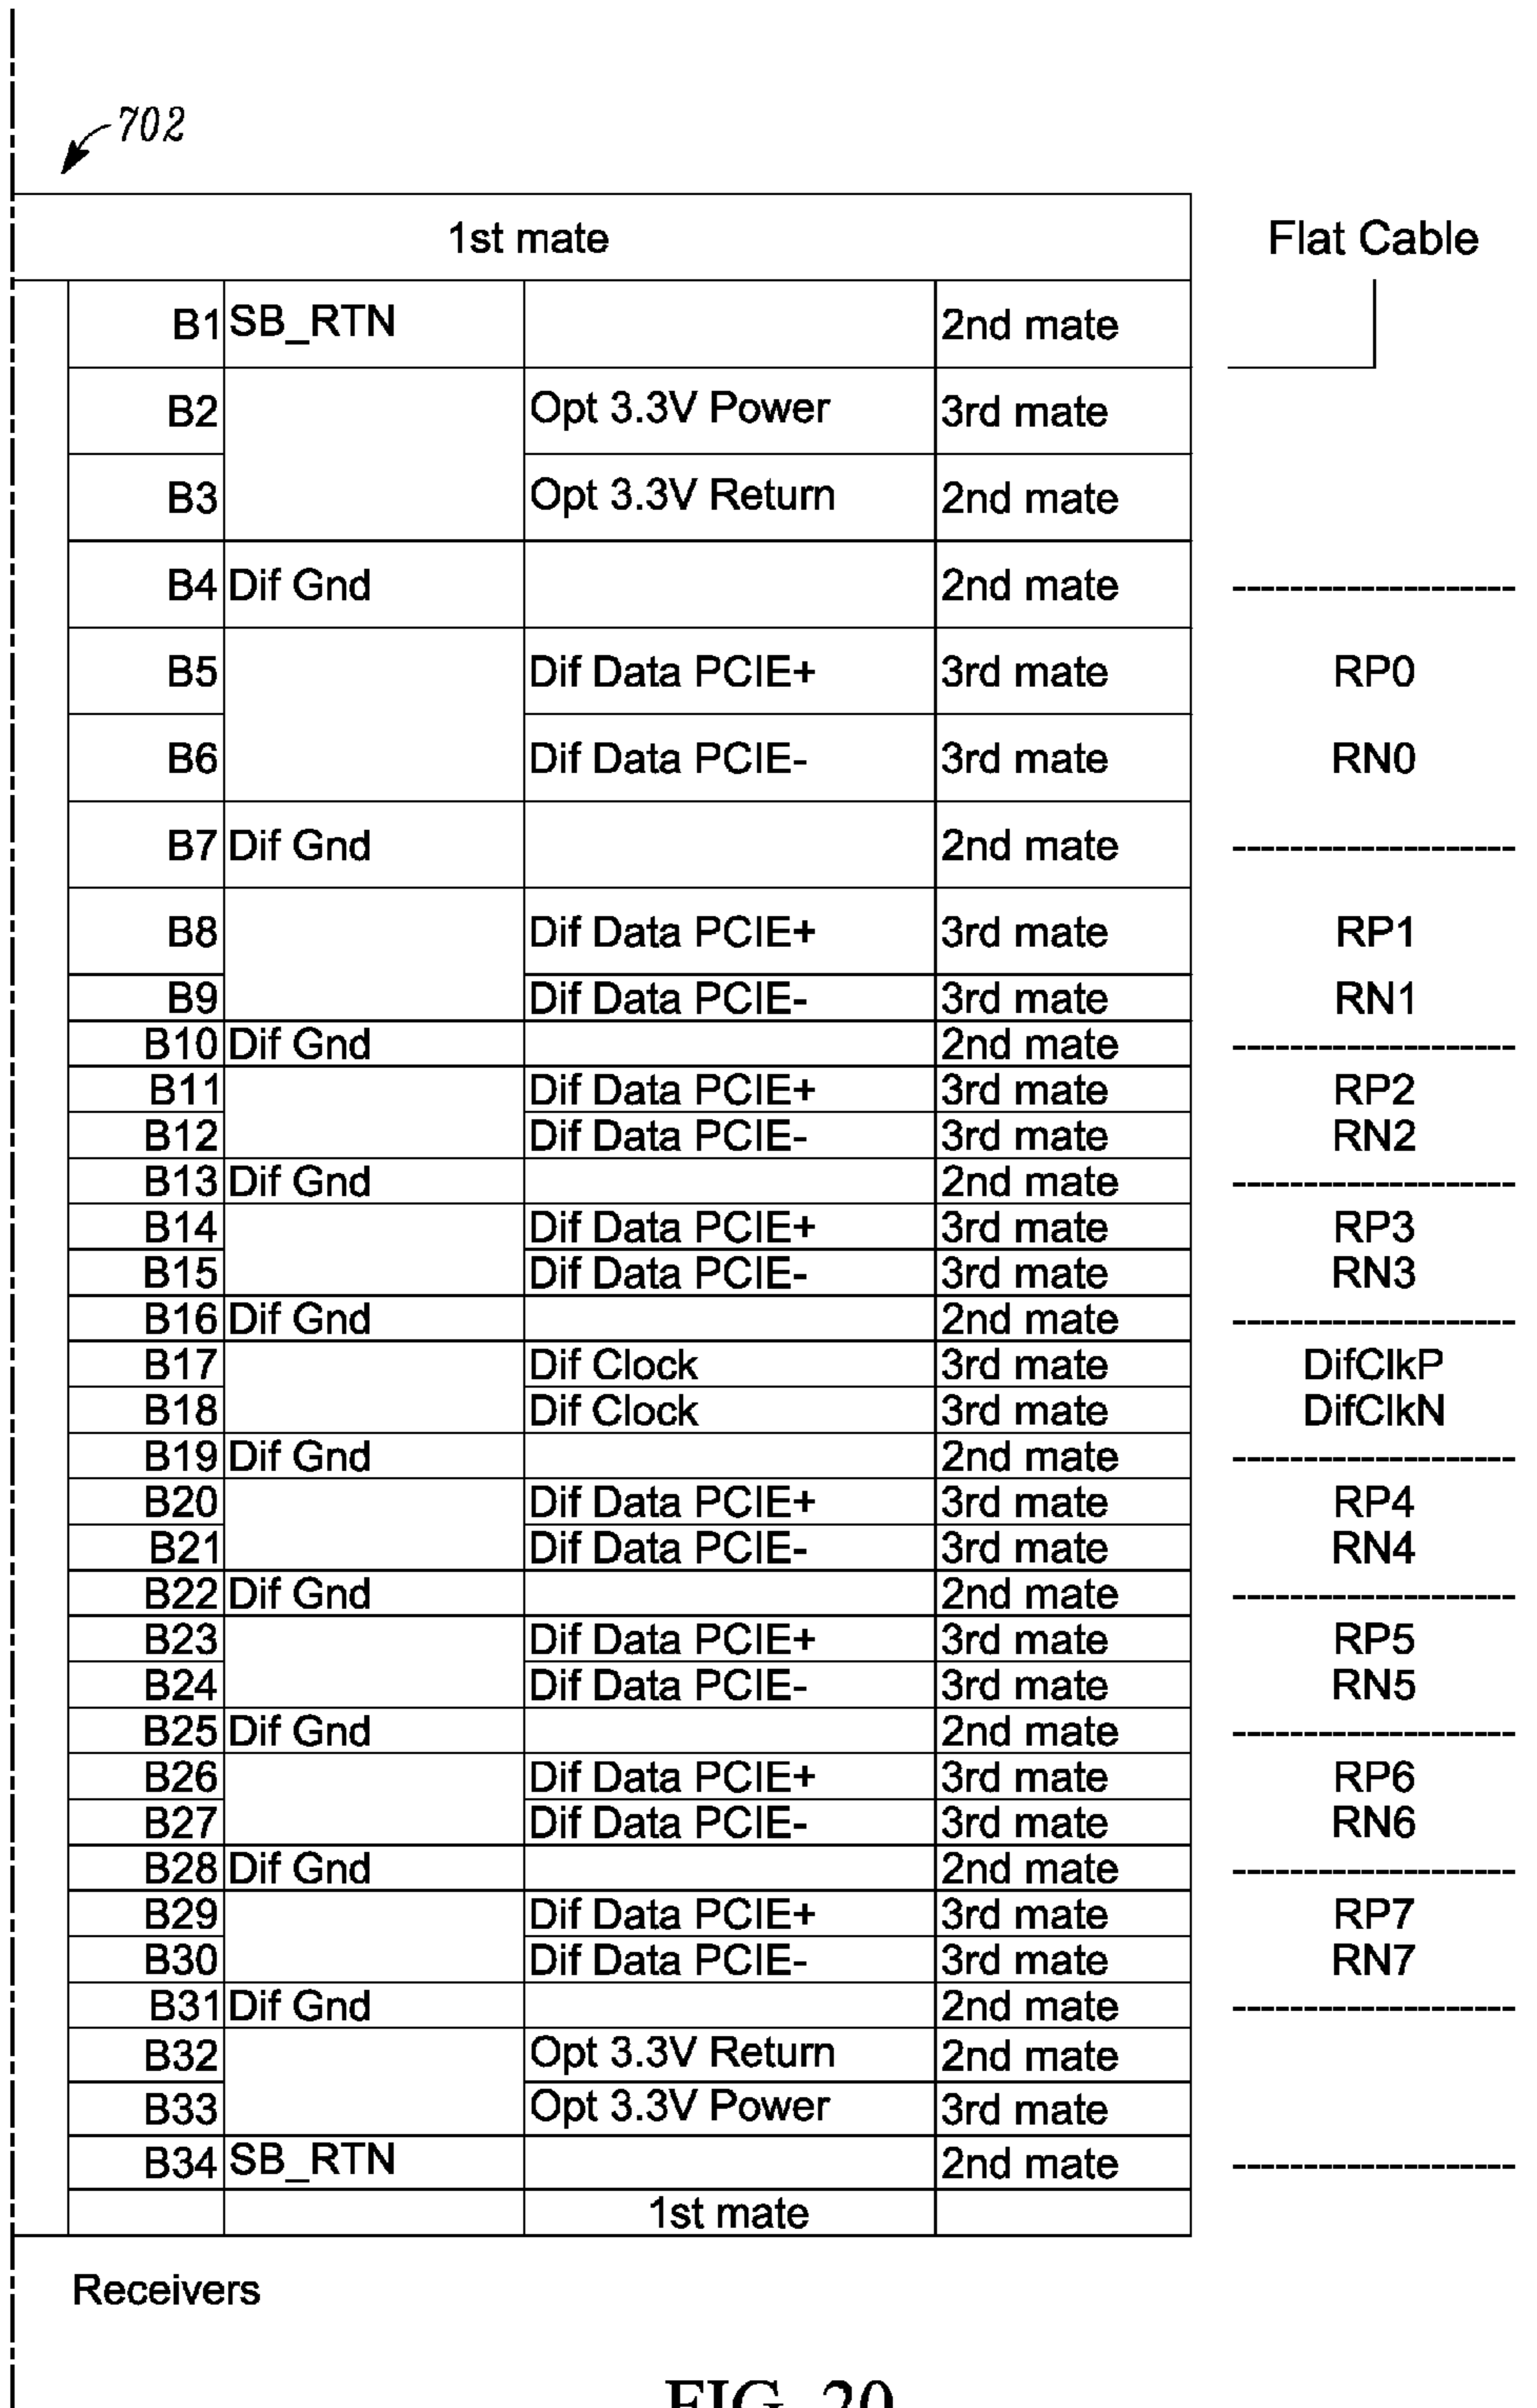 702
1st mate Flat Cable
B1 SB_RTN 2nd mate
B2 Opt 3.3V Power 3rd mate
B3 Opt 3.3V Return 2nd mate
B4 Dif Gnd 2nd mate
B5 Dif Data PCIE+ 3rd mate RP0
B6 Dif Data PCIE- 3rd mate RN0
B7 Dif Gnd 2nd mate
B8 Dif Data PCIE+ 3rd mate RP1
B9 Dif Data PCIE- 3rd mate RN1
B10 Dif Gnd 2nd mate
B11 Dif Data PCIE+ 3rd mate RP2
B12 Dif Data PCIE- 3rd mate RN2
B13 Dif Gnd 2nd mate
B14 Dif Data PCIE+ 3rd mate RP3
B15 Dif Data PCIE- 3rd mate RN3
B16 Dif Gnd 2nd mate
B17 Dif Clock 3rd mate DifClkP
B18 Dif Clock 3rd mate DifClkN
B19 Dif Gnd 2nd mate
B20 Dif Data PCIE+ 3rd mate RP4
B21 Dif Data PCIE- 3rd mate RN4
B22 Dif Gnd 2nd mate
B23 Dif Data PCIE+ 3rd mate RP5
B24 Dif Data PCIE- 3rd mate RN5
B25 Dif Gnd 2nd mate
B26 Dif Data PCIE+ 3rd mate RP6
B27 Dif Data PCIE- 3rd mate RN6
B28 Dif Gnd 2nd mate
B29 Dif Data PCIE+ 3rd mate RP7
B30 Dif Data PCIE- 3rd mate RN7
B31 Dif Gnd 2nd mate
B32 Opt 3.3V Return 2nd mate
B33 Opt 3.3V Power 3rd mate
B34 SB_RTN 2nd mate
1st mate
Receivers
FIG. 20